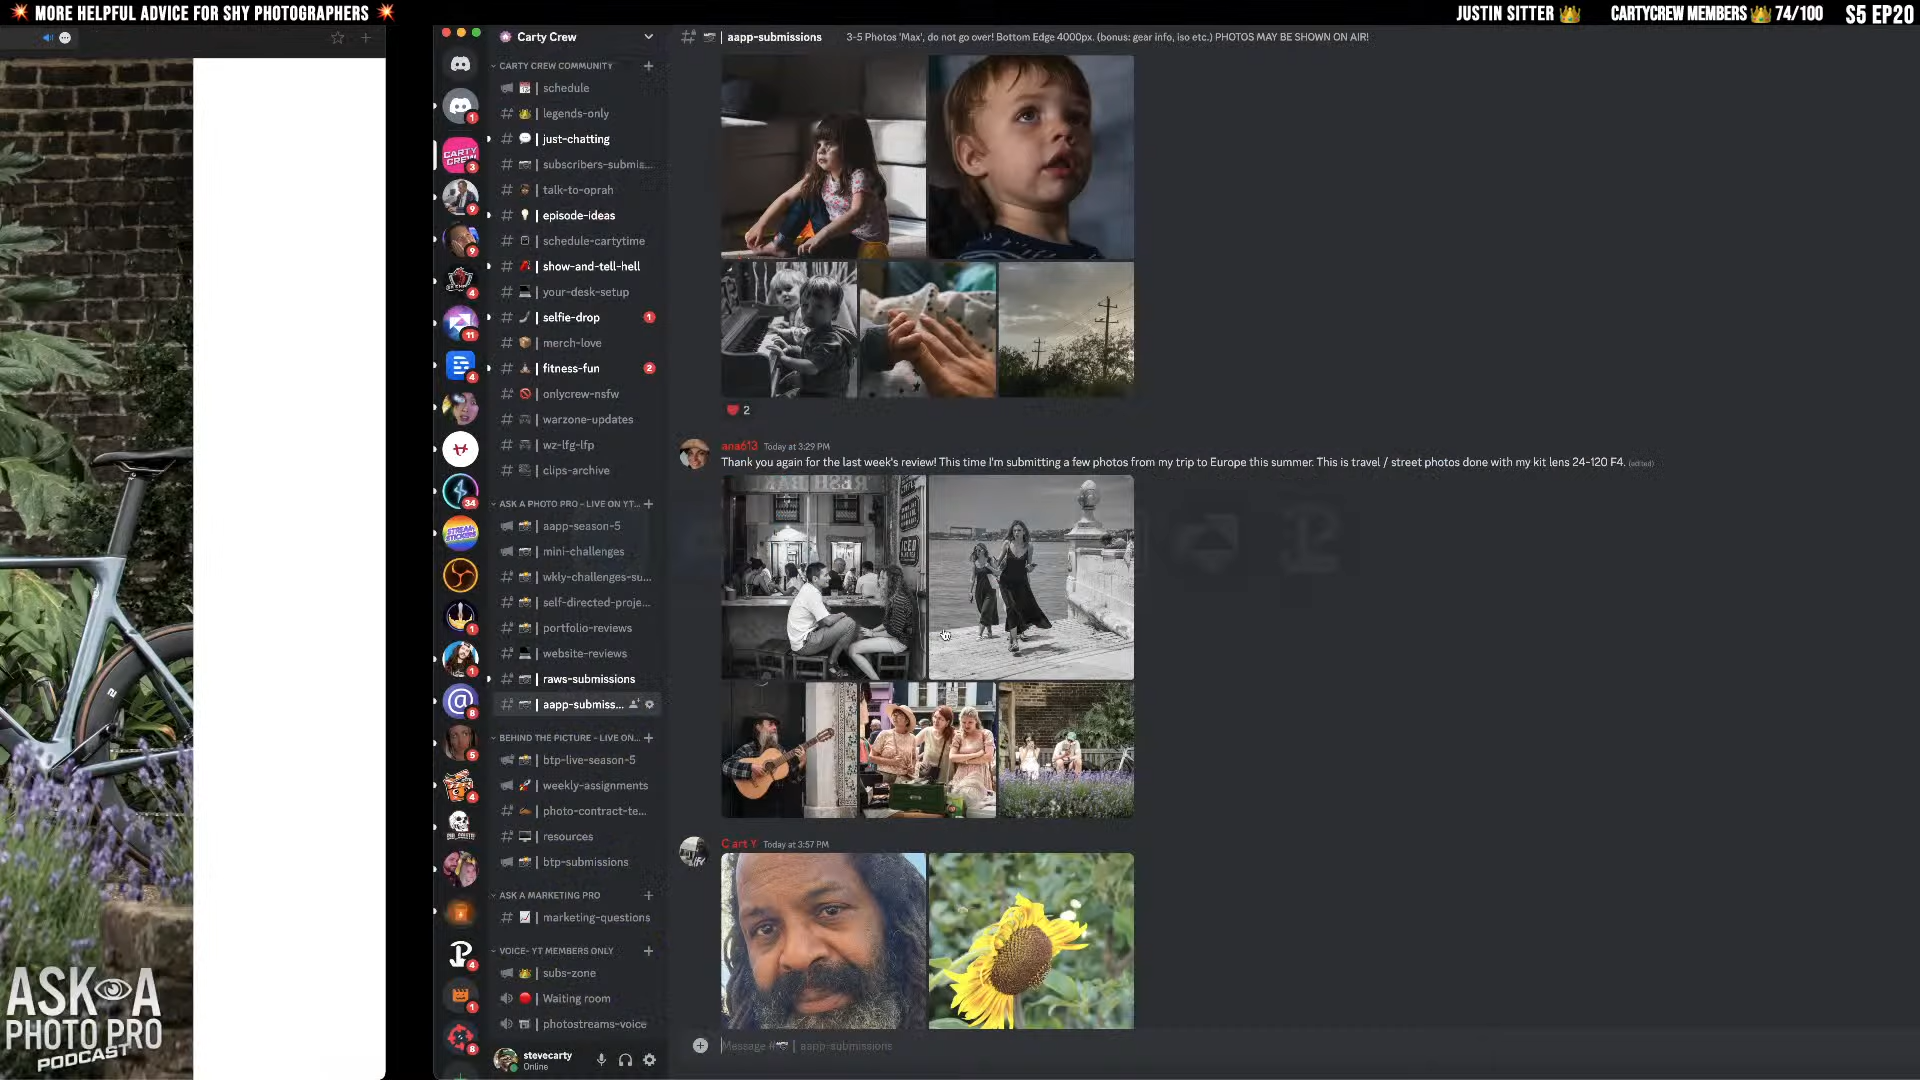 💥 MORE HELPFUL ADVICE FOR SHY PHOTOGRAPHERS 💥
JUSTIN SITTER 👑 CARTYCREW MEMBERS 👑 74/100 S5 EP20
Carty Crew
CARTY CREW COMMUNITY
schedule
legends-only
just-chatting
subscribers-submis...
talk-to-oprah
episode-ideas
schedule-cartytime
show-and-tell-hell
your-desk-setup
selfie-drop 1
merch-love
fitness-fun 2
onlycrew-nsfw
warzone-updates
wz-lfg-lfp
clips-archive
ASK A PHOTO PRO - LIVE ON YT...
aapp-season-5
mini-challenges
wkly-challenges-su...
self-directed-proje...
portfolio-reviews
website-reviews
raws-submissions
aapp-submiss...
BEHIND THE PICTURE - LIVE ON...
btp-live-season-5
weekly-assignments
photo-contract-te...
resources
btp-submissions
ASK A MARKETING PRO
marketing-questions
VOICE- YT MEMBERS ONLY
subs-zone
Waiting room
photostreams-voice
stevecarty
Online
aapp-submissions 3-5 Photos 'Max', do not go over! Bottom Edge 4000px. (bonus: gear info, iso etc.) PHOTOS MAY BE SHOWN ON AIR!
2
ana613 Today at 3:29 PM
Thank you again for the last week's review! This time I'm submitting a few photos from my trip to Europe this summer. This is travel / street photos done with my kit lens 24-120 F4. (edited)
C art Y Today at 3:57 PM
Message # | aapp-submissions
ASK A
PHOTO PRO
PODCAST